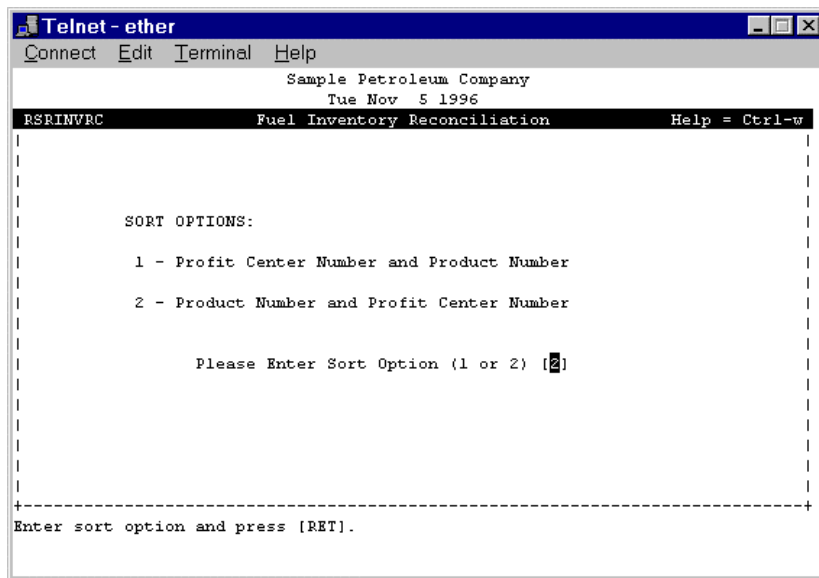 Telnet - ether
Connect Edit Terminal Help
Sample Petroleum Company
Tue Nov 5 1996
RSRINVRC Fuel Inventory Reconciliation Help = Ctrl-w
SORT OPTIONS:
1 - Profit Center Number and Product Number
2 - Product Number and Profit Center Number
Please Enter Sort Option (1 or 2) [2]
Enter sort option and press [RET].